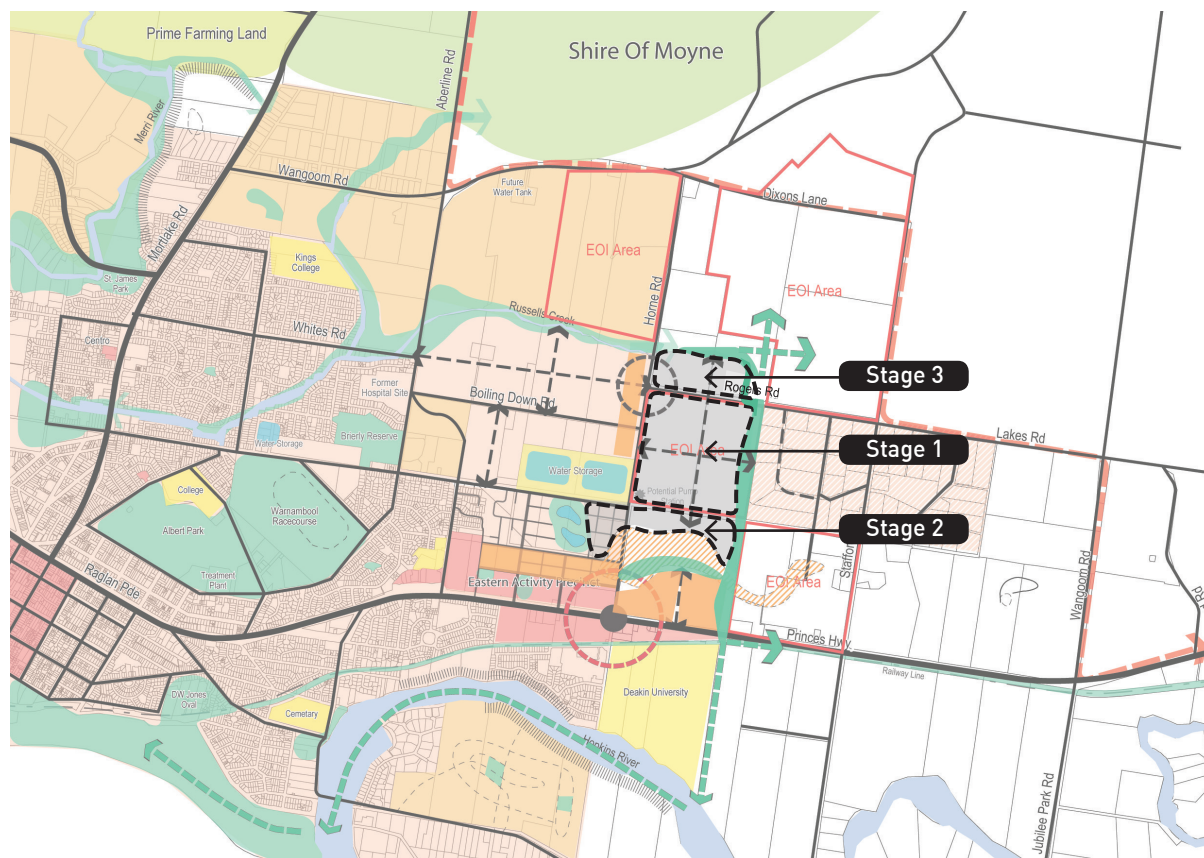 Prime Farming Land
Shire Of Moyne
Aberline Rd
Merri River
Mortlake Rd
Wangoom Rd
Future
Water Tank
Dixons Lane
EOI Area
Horne Rd
Kings
College
St. James
Park
EOI Area
Russells Creek
Whites Rd
Centro
Stage 3
Rogers Rd
Former
Hospital Site
Boiling Down Rd
Lakes Rd
Water Storage
Brierly Reserve
EOI Area
Stage 1
Water Storage
College
Potential Pump
Station
Albert Park
Warrnambool
Racecourse
Stage 2
Treatment
Plant
Eastern Activity
EOI Area
Raglan Pde
Wangoom Rd
Rd
Princes Hwy.
Railway Line
DW Jones
Oval
Deakin University
Cemetary
Hopkins River
Jubilee Park Rd